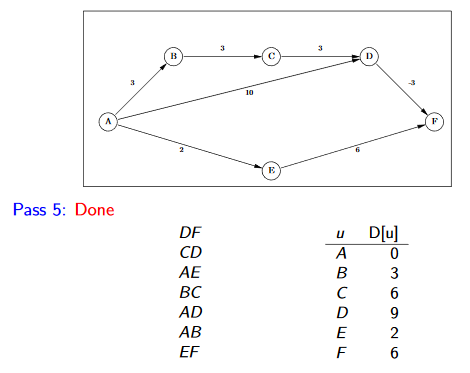 B 3 C 3 D
3 -3
A 10 F
2 6
E
Pass 5: Done
DF u D[u]
CD A 0
AE B 3
BC C 6
AD D 9
AB E 2
EF F 6